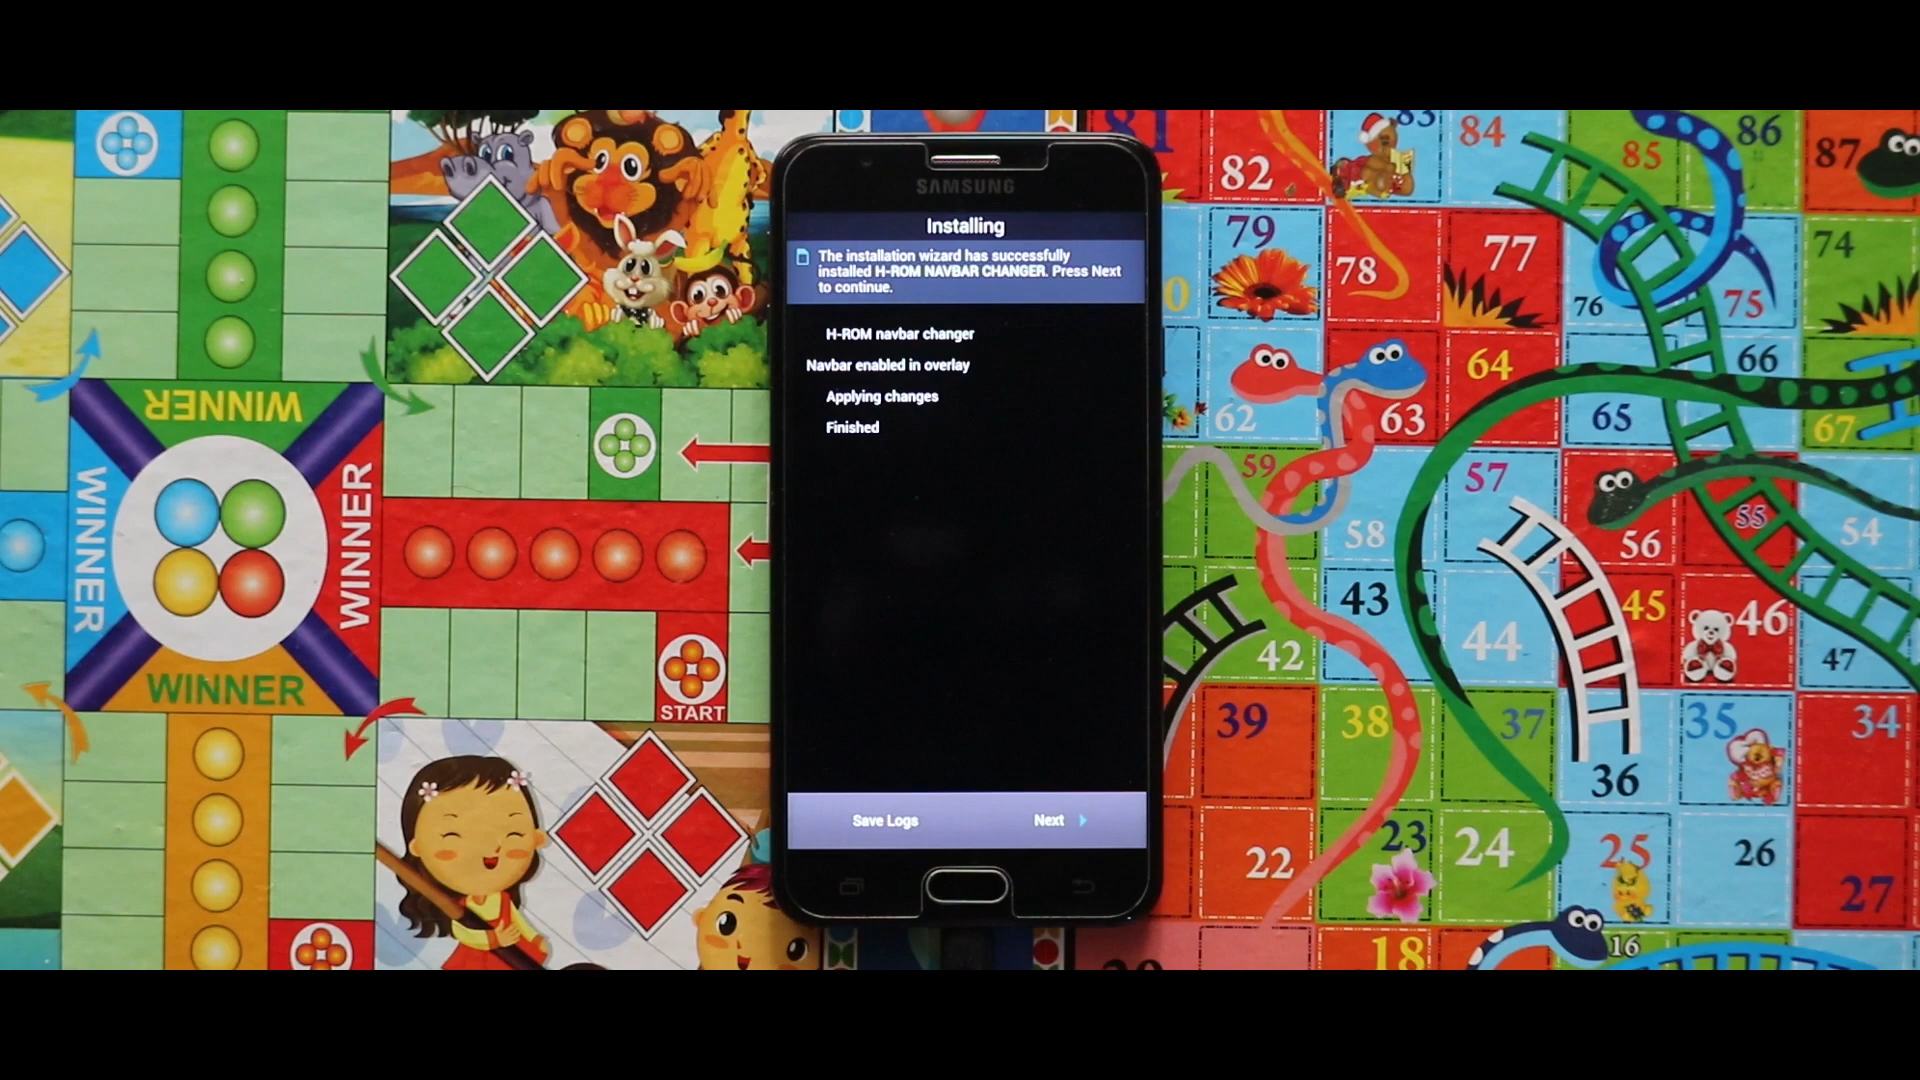 SAMSUNG
Installing
The installation wizard has successfully
installed H-ROM NAVBAR CHANGER. Press Next
to continue.
H-ROM navbar changer
Navbar enabled in overlay
Applying changes
Finished
Save Logs
Next
WINNER
WINNER
WINNER
WINNER
START
81
82
83
84
85
86
87
79
78
77
76
75
74
62
63
64
65
66
67
59
58
57
56
55
54
42
43
44
45
46
47
39
38
37
36
35
34
22
23
24
25
26
27
18
16